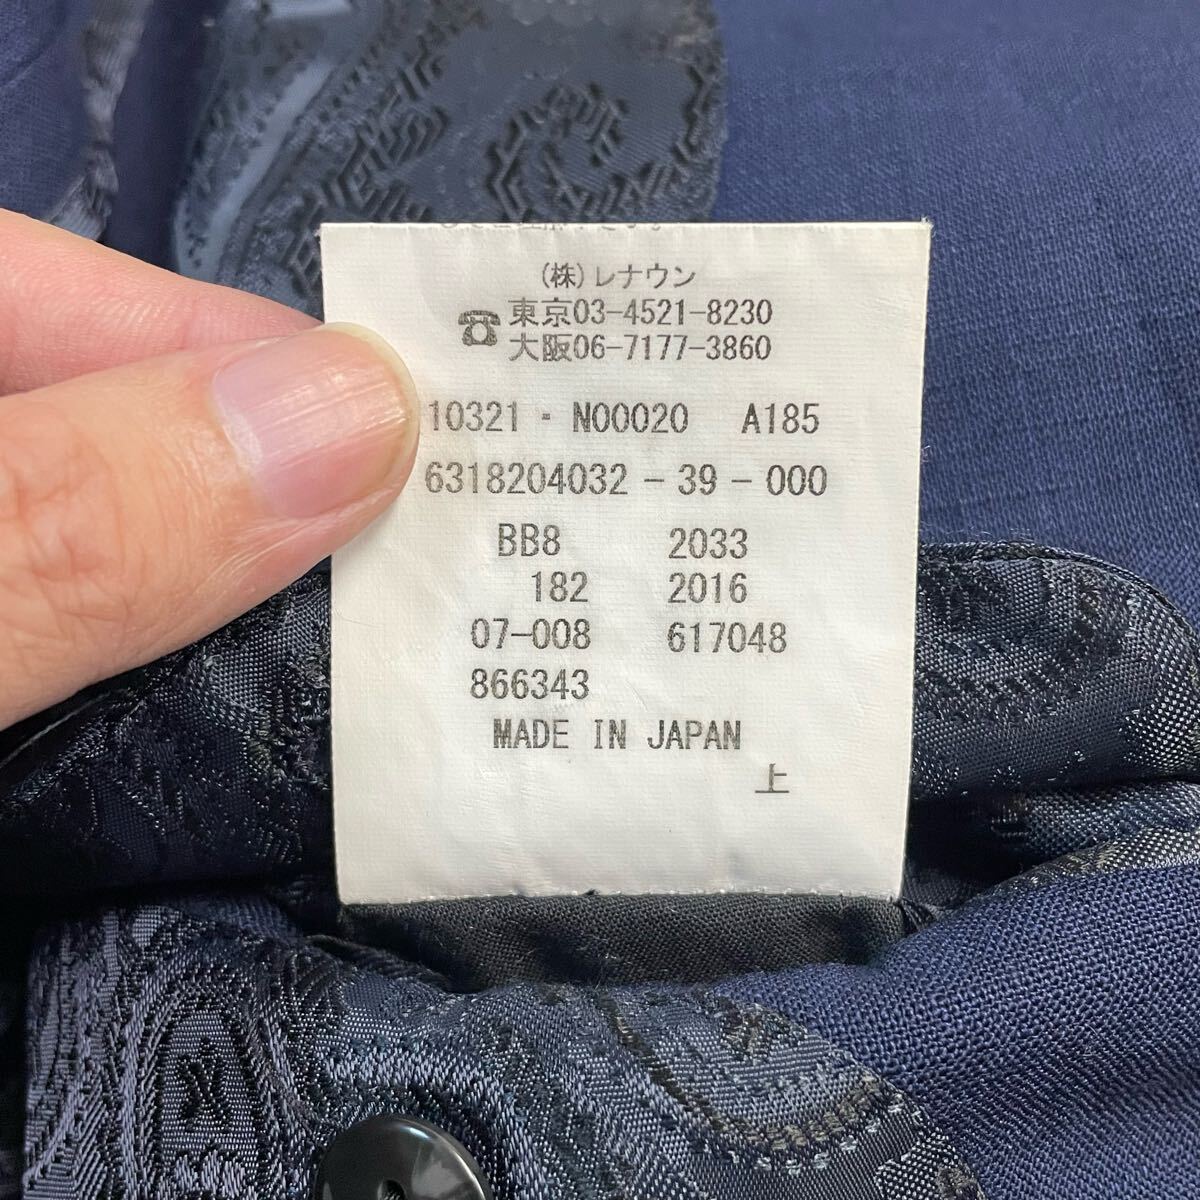 (株)レナウン
☎東京03-4521-8230
大阪06-7177-3860
10321・N00020 A185
6318204032-39-000
BB8 2033
182 2016
07-008 617048
866343
MADE IN JAPAN
上